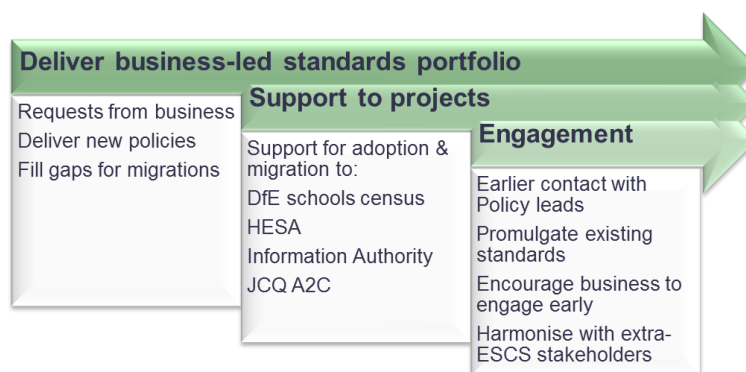 Deliver business-led standards portfolio
Requests from business
Deliver new policies
Fill gaps for migrations
Support to projects
Support for adoption &
migration to:
DfE schools census
HESA
Information Authority
JCQ A2C
Engagement
Earlier contact with
Policy leads
Promulgate existing
standards
Encourage business to
engage early
Harmonise with extra-
ESCS stakeholders